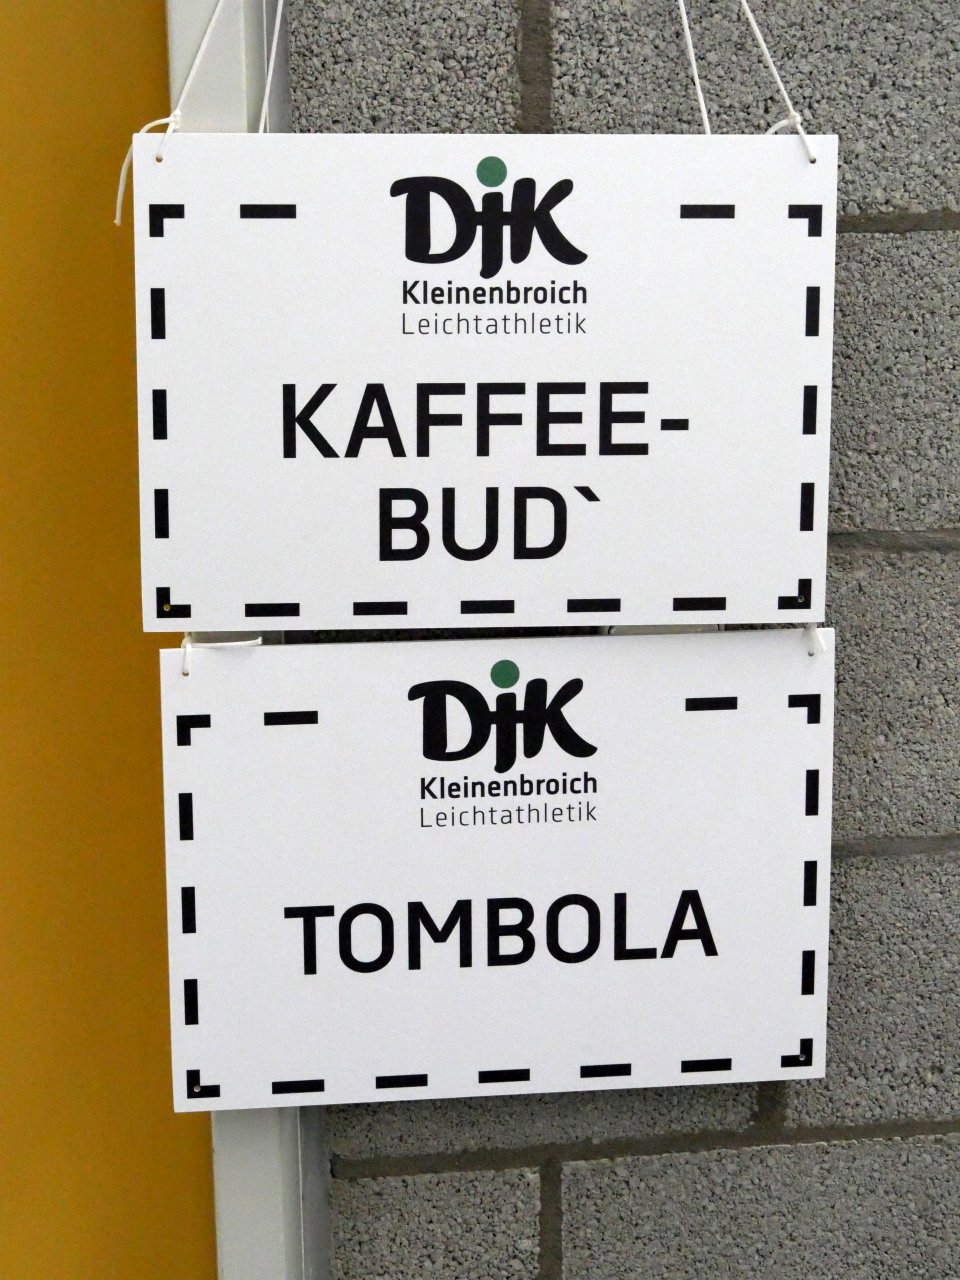 DjK
Kleinenbroich
Leichtathletik
KAFFEE-
BUD`
DjK
Kleinenbroich
Leichtathletik
TOMBOLA